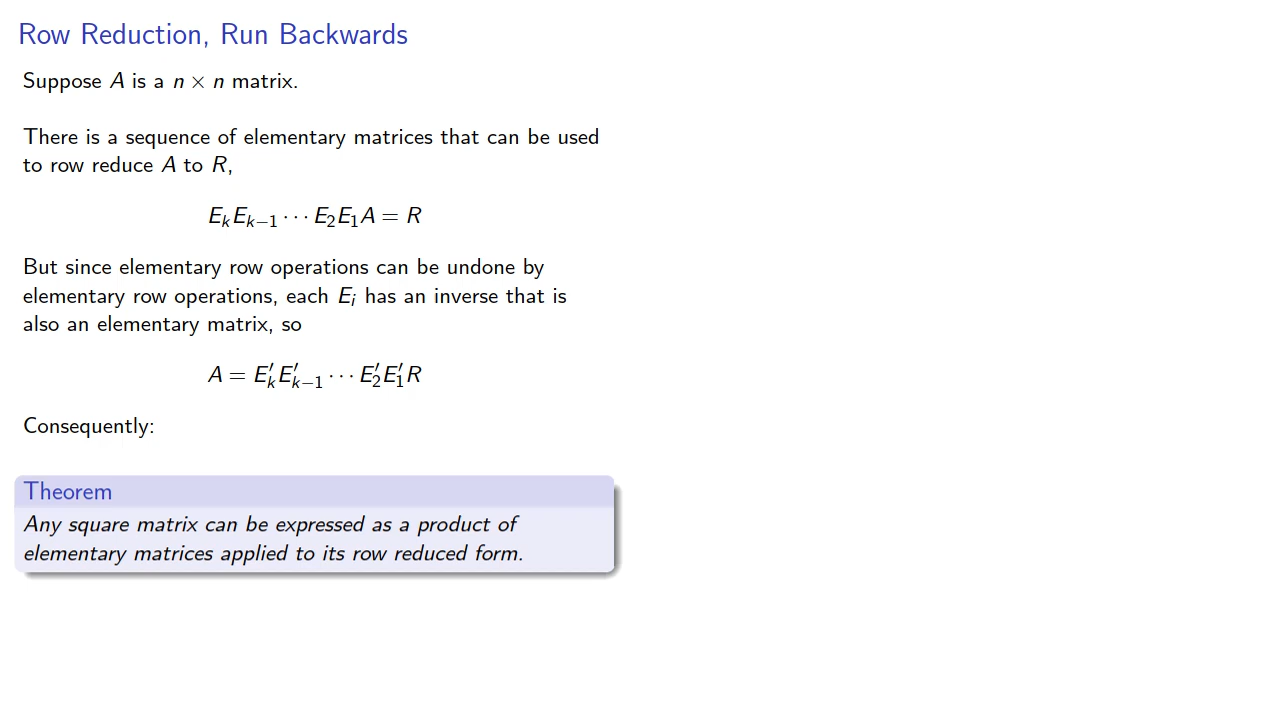 Row Reduction, Run Backwards
Suppose A is a n × n matrix.
There is a sequence of elementary matrices that can be used
to row reduce A to R,
E_k E_{k−1} ⋯ E_2 E_1 A = R
But since elementary row operations can be undone by
elementary row operations, each E_i has an inverse that is
also an elementary matrix, so
A = E′_k E′_{k−1} ⋯ E′_2 E′_1 R
Consequently:
Theorem
Any square matrix can be expressed as a product of
elementary matrices applied to its row reduced form.